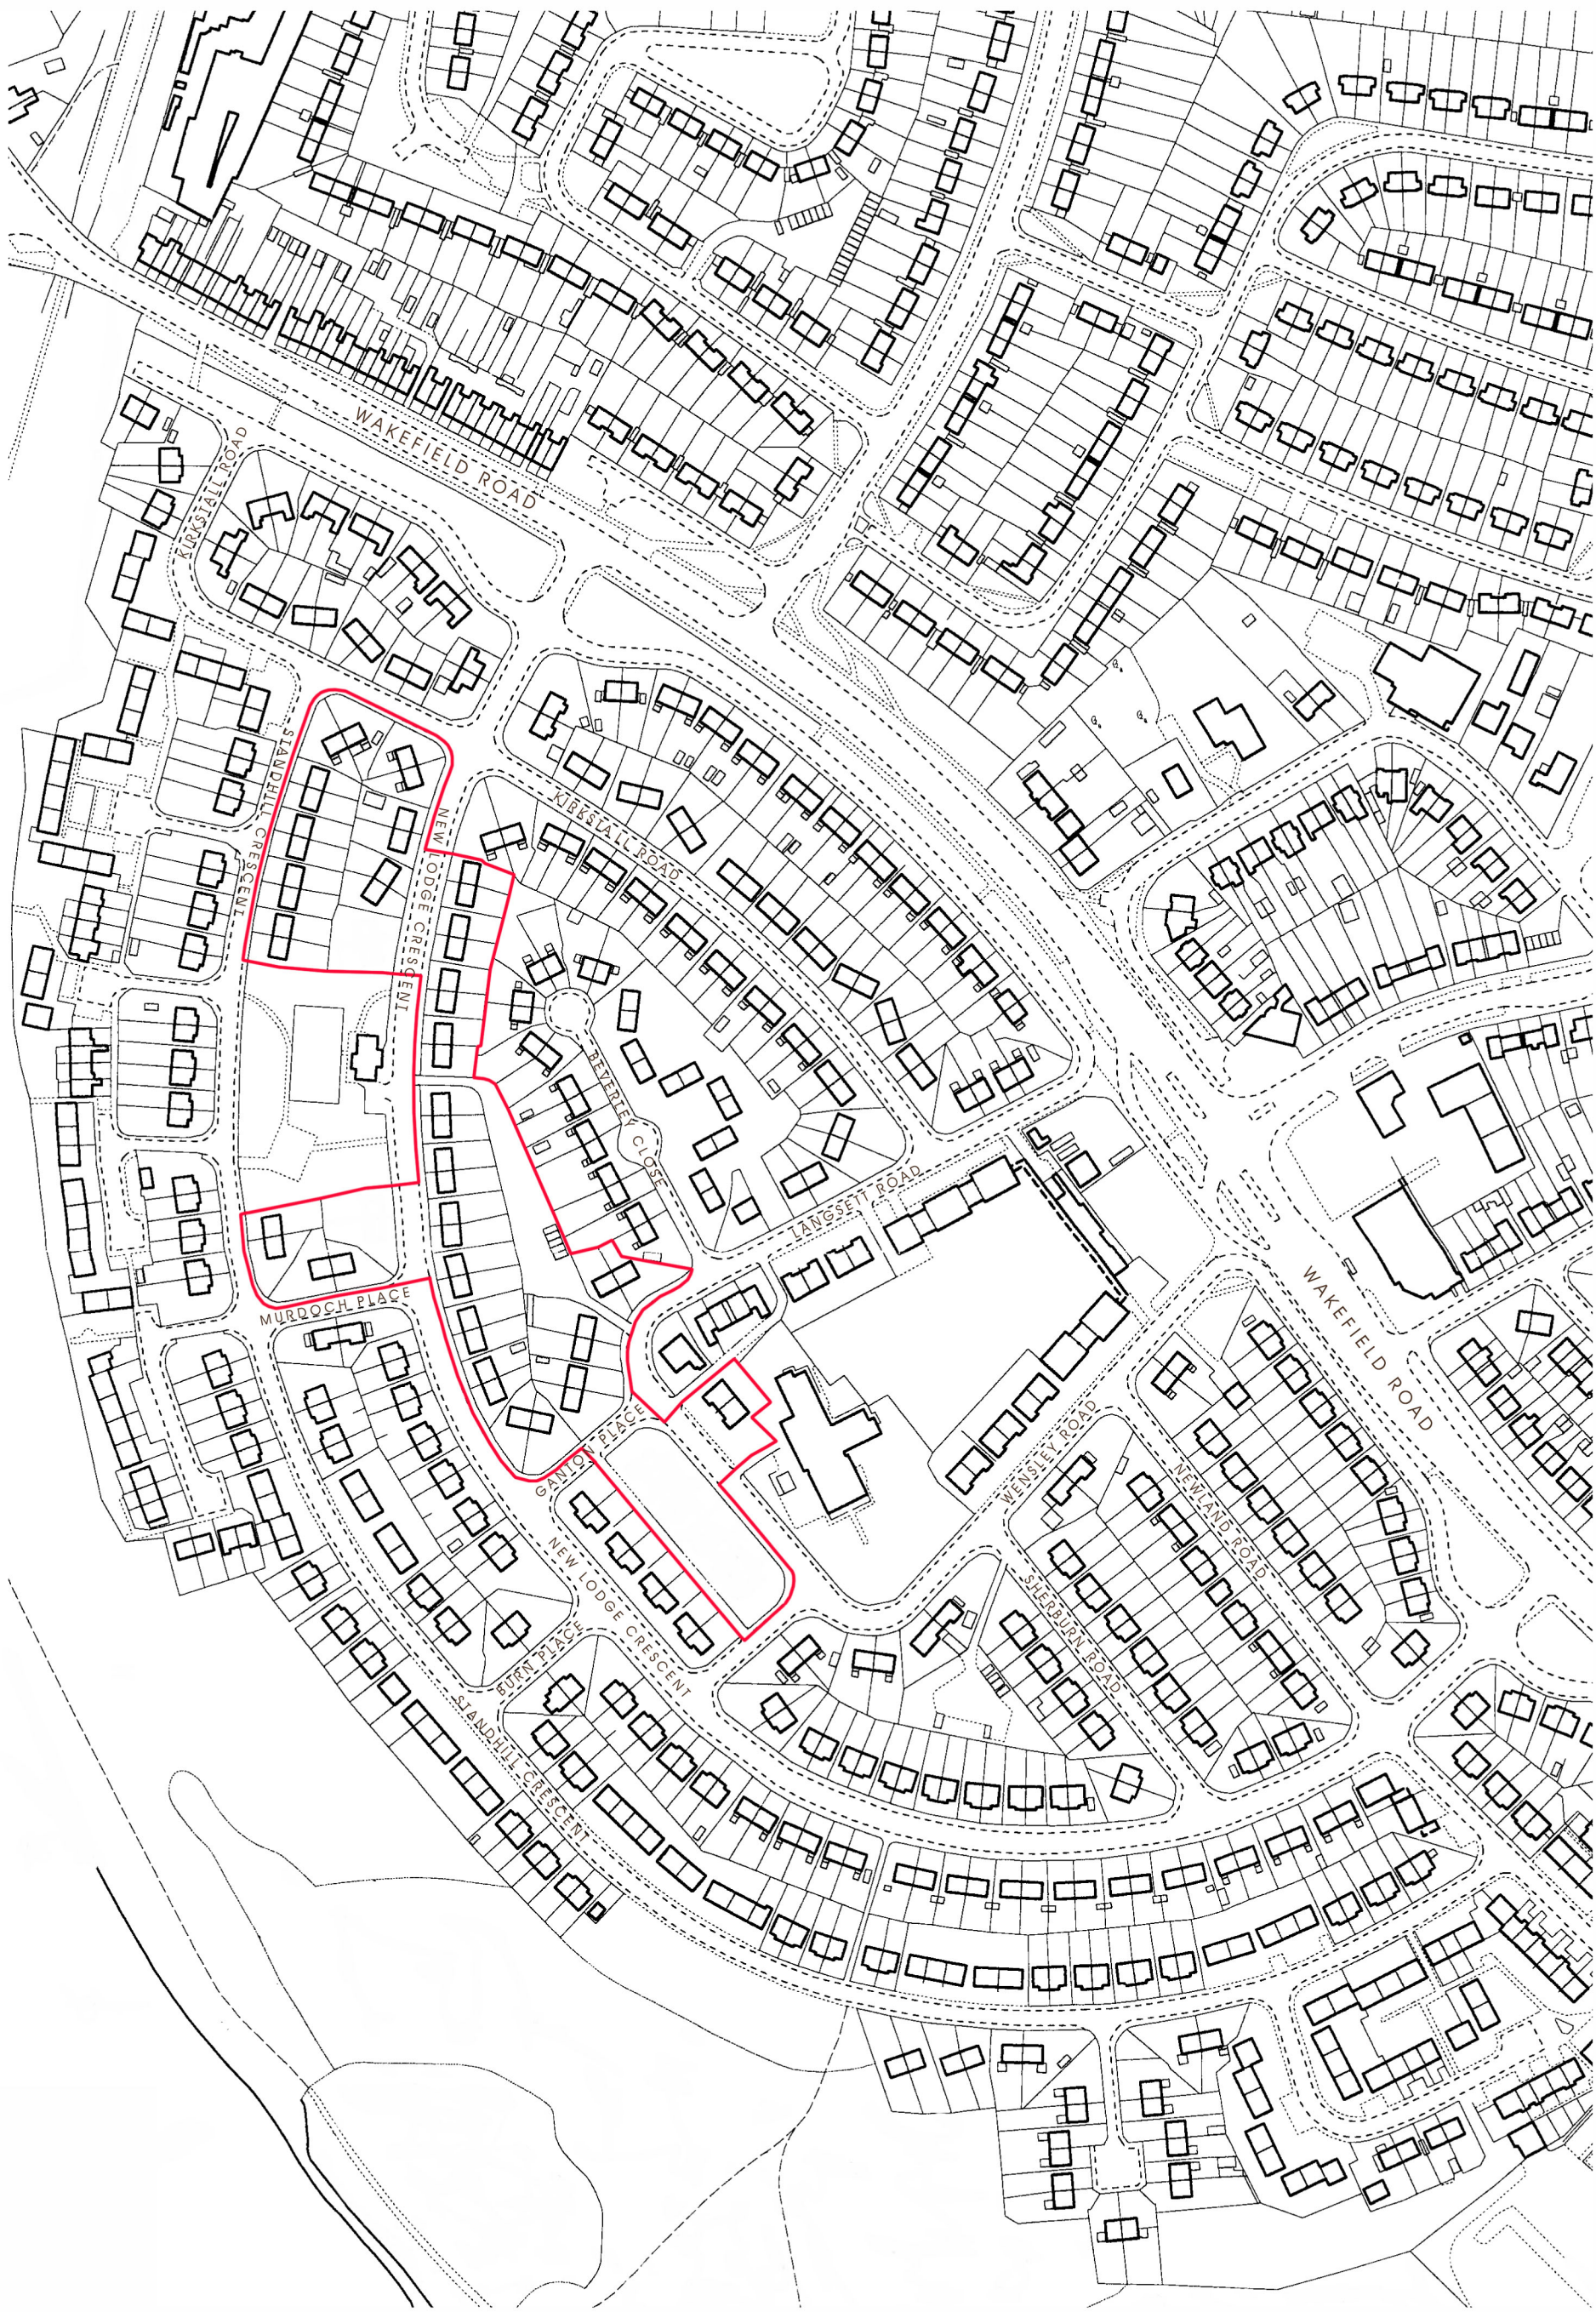 WAKEFIELD ROAD
KIRKSTALL ROAD
STANDHILL CRESCENT
NEW LODGE CRESCENT
KIRKSTALL ROAD
BEVERLEY CLOSE
LANGSETT ROAD
WAKEFIELD ROAD
MURDOCH PLACE
GANTON PLACE
WENSLEY ROAD
NEWLAND ROAD
NEW LODGE CRESCENT
SHERBURN ROAD
BURN PLACE
STANDHILL CRESCENT